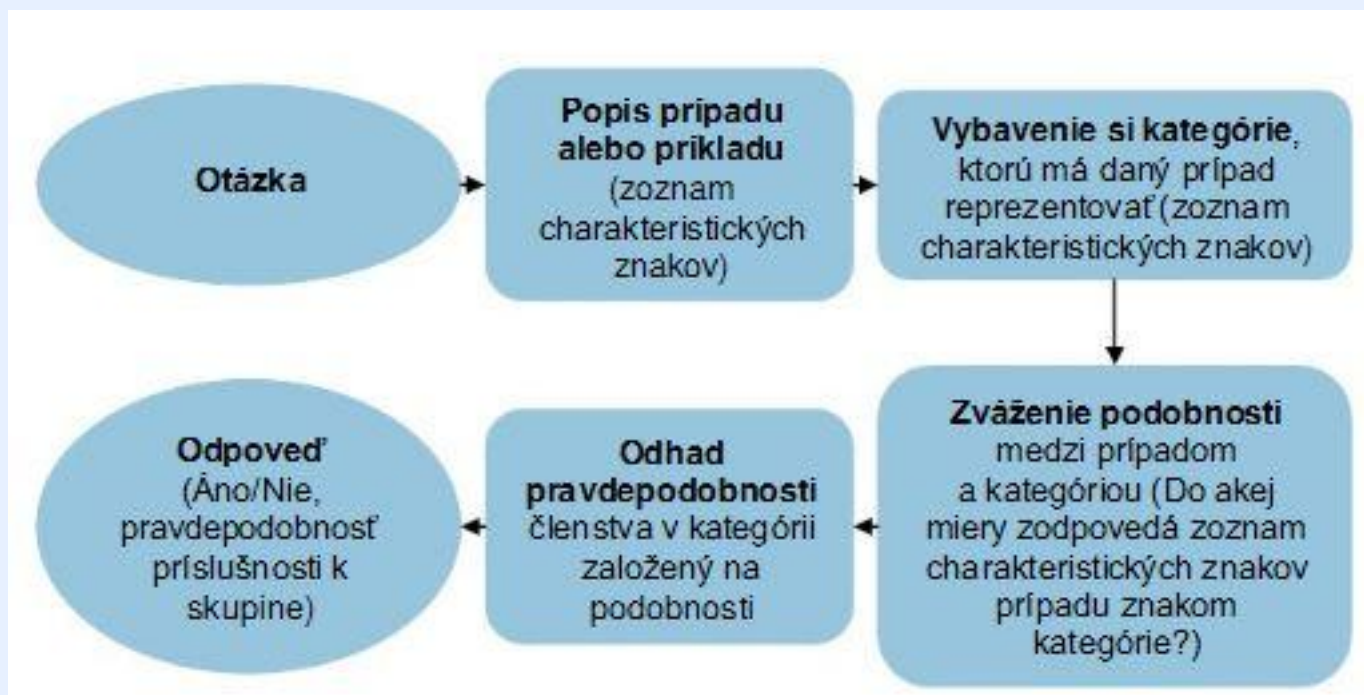 Otázka
Popis prípadu
alebo príkladu
(zoznam
charakteristických
znakov)
Vybavenie si kategórie,
ktorú má daný prípad
reprezentovať (zoznam
charakteristických znakov)
Zváženie podobnosti
medzi prípadom
a kategóriou (Do akej
miery zodpovedá zoznam
charakteristických znakov
prípadu znakom
kategórie?)
Odhad
pravdepodobnosti
členstva v kategórii
založený na
podobnosti
Odpoveď
(Áno/Nie,
pravdepodobnosť
príslušnosti k
skupine)